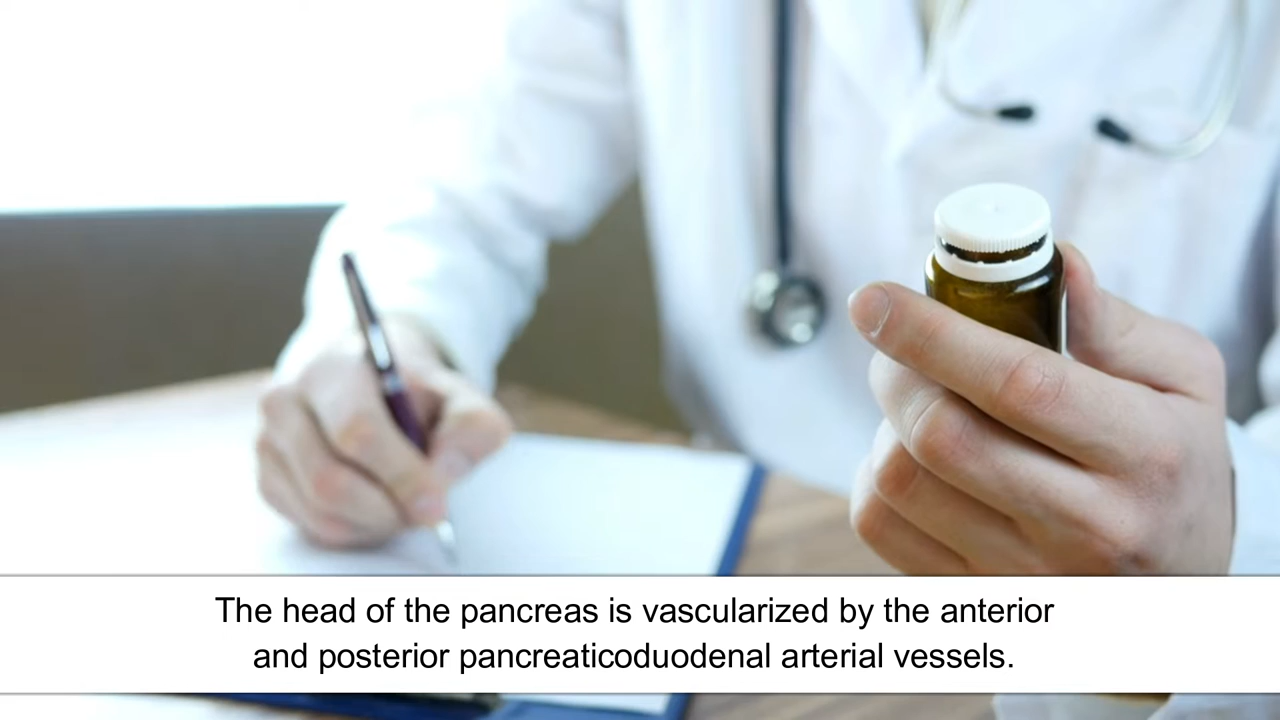 The head of the pancreas is vascularized by the anterior
and posterior pancreaticoduodenal arterial vessels.